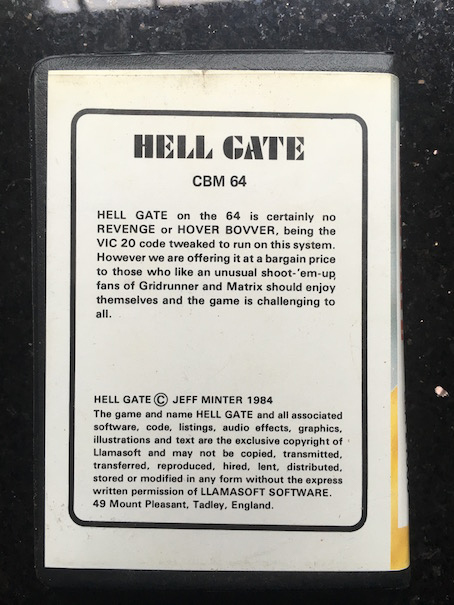 HELL GATE
CBM 64
HELL GATE on the 64 is certainly no
REVENGE or HOVER BOVVER, being the
VIC 20 code tweaked to run on this system.
However we are offering it at a bargain price
to those who like an unusual shoot-'em-up,
fans of Gridrunner and Matrix should enjoy
themselves and the game is challenging to
all.
HELL GATE © JEFF MINTER 1984
The game and name HELL GATE and all associated
software, code, listings, audio effects, graphics,
illustrations and text are the exclusive copyright of
Llamasoft and may not be copied, transmitted,
transferred, reproduced, hired, lent, distributed,
stored or modified in any form without the express
written permission of LLAMASOFT SOFTWARE.
49 Mount Pleasant, Tadley, England.